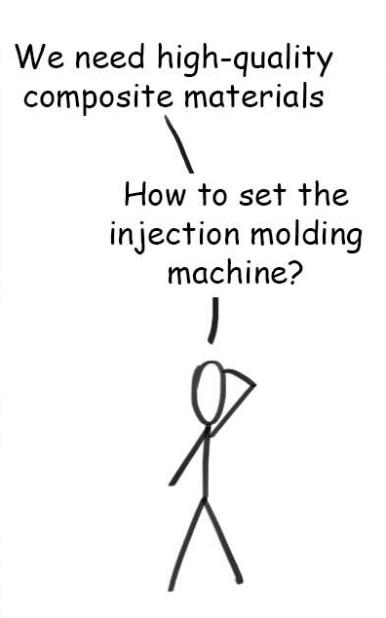 We need high-quality
composite materials
How to set the
injection molding
machine?